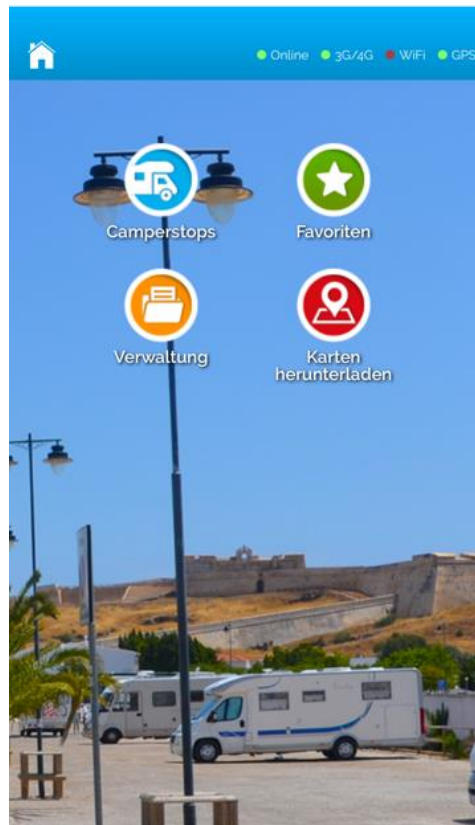 Online 3G/4G WiFi GPS
Camperstops Favoriten
Verwaltung Karten
herunterladen